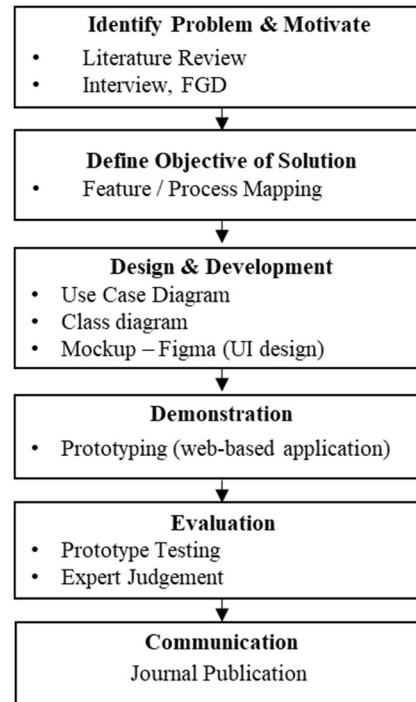 Identify Problem & Motivate
• Literature Review
• Interview, FGD
Define Objective of Solution
• Feature / Process Mapping
Design & Development
• Use Case Diagram
• Class diagram
• Mockup – Figma (UI design)
Demonstration
• Prototyping (web-based application)
Evaluation
• Prototype Testing
• Expert Judgement
Communication
Journal Publication